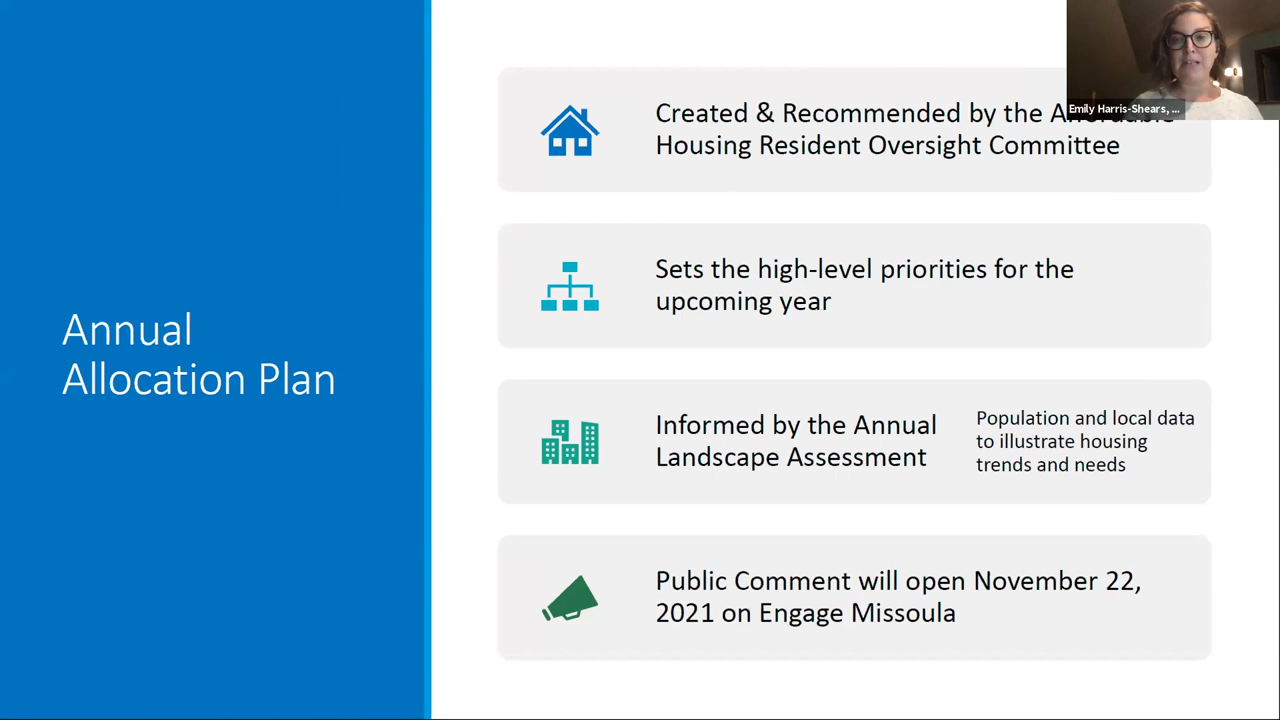 Annual
Allocation Plan
Created & Recommended by the Affordable
Housing Resident Oversight Committee
Sets the high-level priorities for the
upcoming year
Informed by the Annual
Landscape Assessment
Population and local data
to illustrate housing
trends and needs
Public Comment will open November 22,
2021 on Engage Missoula
Emily Harris-Shears, ...